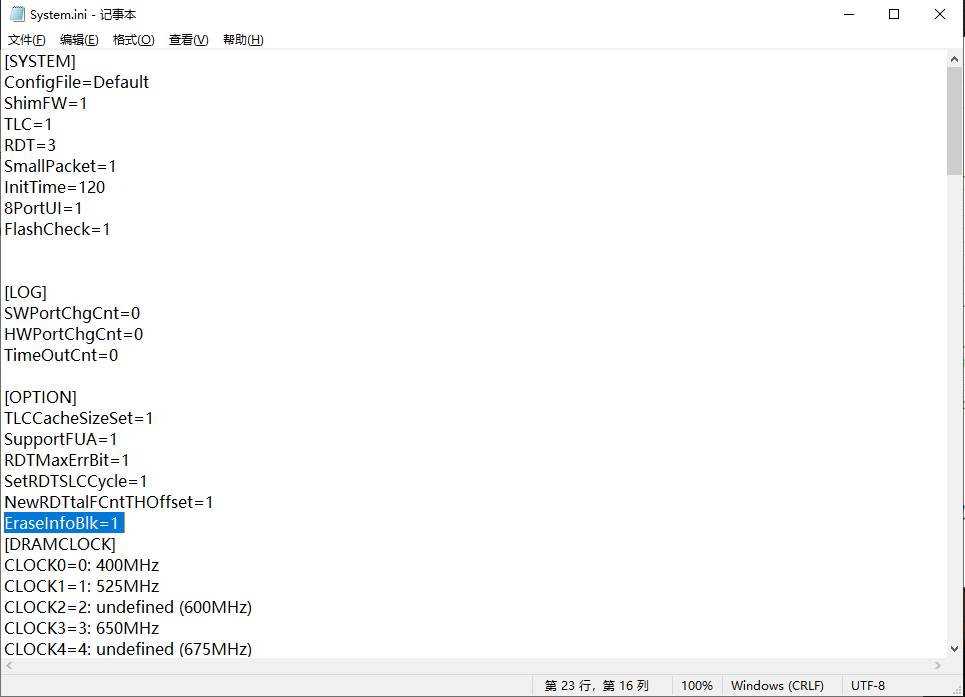 System.ini - 记事本
文件(F) 编辑(E) 格式(O) 查看(V) 帮助(H)
[SYSTEM]
ConfigFile=Default
ShimFW=1
TLC=1
RDT=3
SmallPacket=1
InitTime=120
8PortUI=1
FlashCheck=1
[LOG]
SWPortChgCnt=0
HWPortChgCnt=0
TimeOutCnt=0
[OPTION]
TLCCacheSizeSet=1
SupportFUA=1
RDTMaxErrBit=1
SetRDTSLCCycle=1
NewRDTtalFCntTHOffset=1
EraseInfoBlk=1
[DRAMCLOCK]
CLOCK0=0: 400MHz
CLOCK1=1: 525MHz
CLOCK2=2: undefined (600MHz)
CLOCK3=3: 650MHz
CLOCK4=4: undefined (675MHz)
第 23 行，第 16 列 100% Windows (CRLF) UTF-8